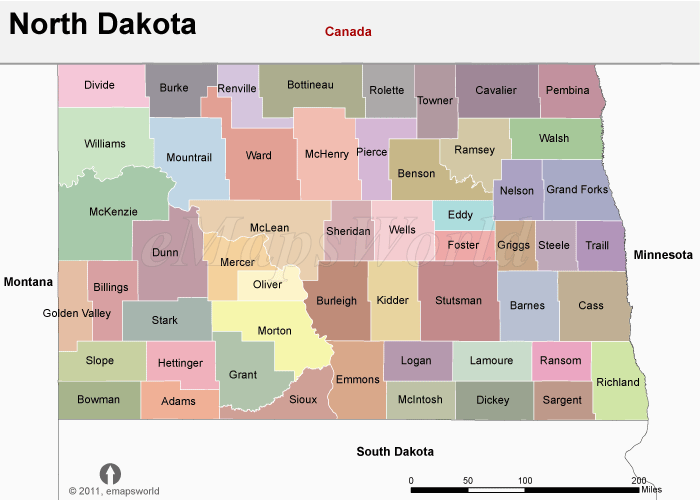 North Dakota
Canada
Divide
Burke
Renville
Bottineau
Rolette
Towner
Cavalier
Pembina
Williams
Mountrail
Ward
McHenry
Pierce
Benson
Ramsey
Walsh
McKenzie
Nelson
Grand Forks
McLean
Sheridan
Wells
Eddy
Foster
Griggs
Steele
Traill
Dunn
Mercer
Oliver
eMapsWorld
Minnesota
Montana
Billings
Golden Valley
Burleigh
Kidder
Stutsman
Barnes
Cass
Stark
Morton
Slope
Hettinger
Grant
Emmons
Logan
Lamoure
Ransom
Richland
Bowman
Adams
Sioux
McIntosh
Dickey
Sargent
South Dakota
0 50 100 200
Miles
© 2011, emapsworld